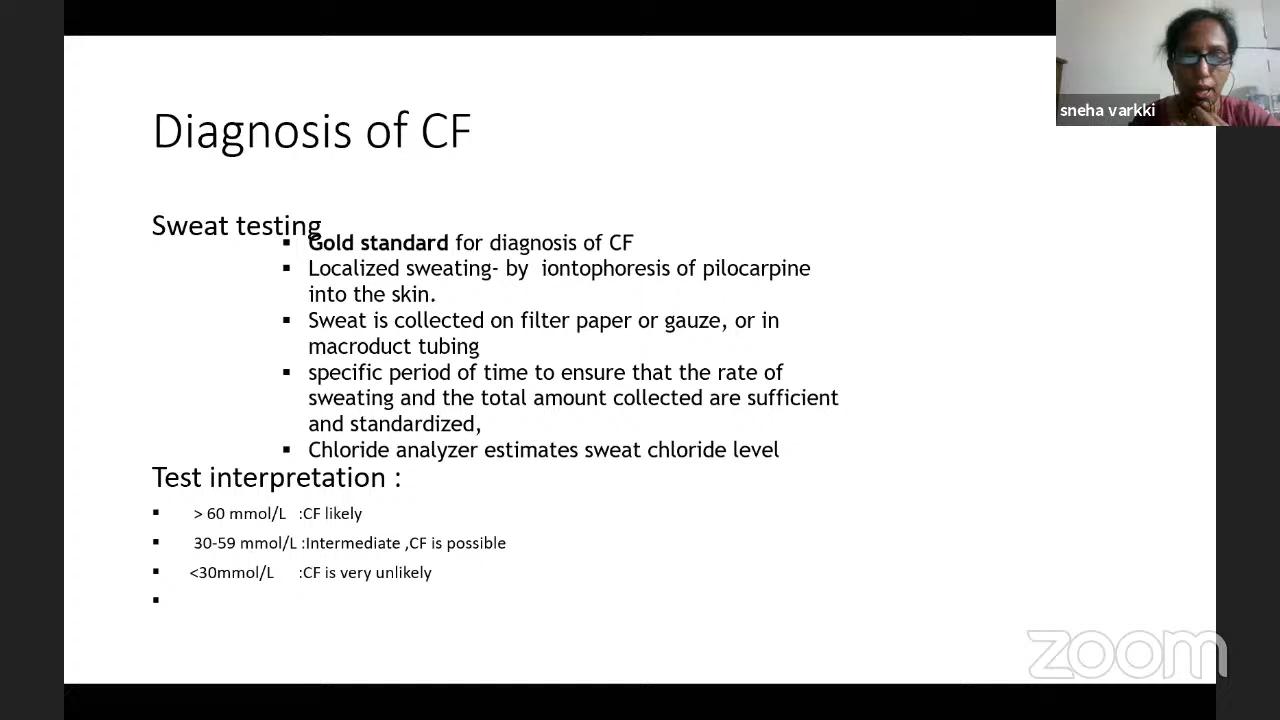 Diagnosis of CF
sneha varkki
Sweat testing
▪ Gold standard for diagnosis of CF
▪ Localized sweating- by iontophoresis of pilocarpine
into the skin.
▪ Sweat is collected on filter paper or gauze, or in
macroduct tubing
▪ specific period of time to ensure that the rate of
sweating and the total amount collected are sufficient
and standardized,
▪ Chloride analyzer estimates sweat chloride level
Test interpretation :
▪ > 60 mmol/L :CF likely
▪ 30-59 mmol/L :Intermediate ,CF is possible
▪ <30mmol/L :CF is very unlikely
▪
zoom